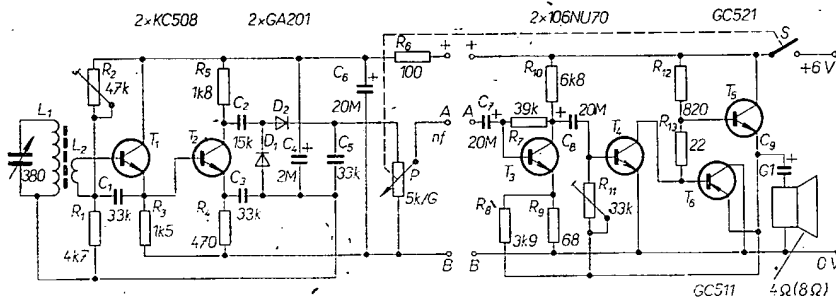 2×KC508
2×GA201
2×106NU70
GC521
S
+6V
R2
47k
R5
1k8
R6
100
+
+
R10
6k8
R12
820
T5
L1
L2
380
T1
T2
C2
15k
D2
D1
C6
20M
C4
2M
C5
33k
A
nf
A
C7
20M
39k
R7
20M
C8
T3
T4
R13
22
C9
G1
T6
C1
33k
C3
33k
P
5k/G
R1
4k7
R3
1k5
R4
470
R8
3k9
R9
68
R11
33k
B
B
0V
GC511
4Ω(8Ω)